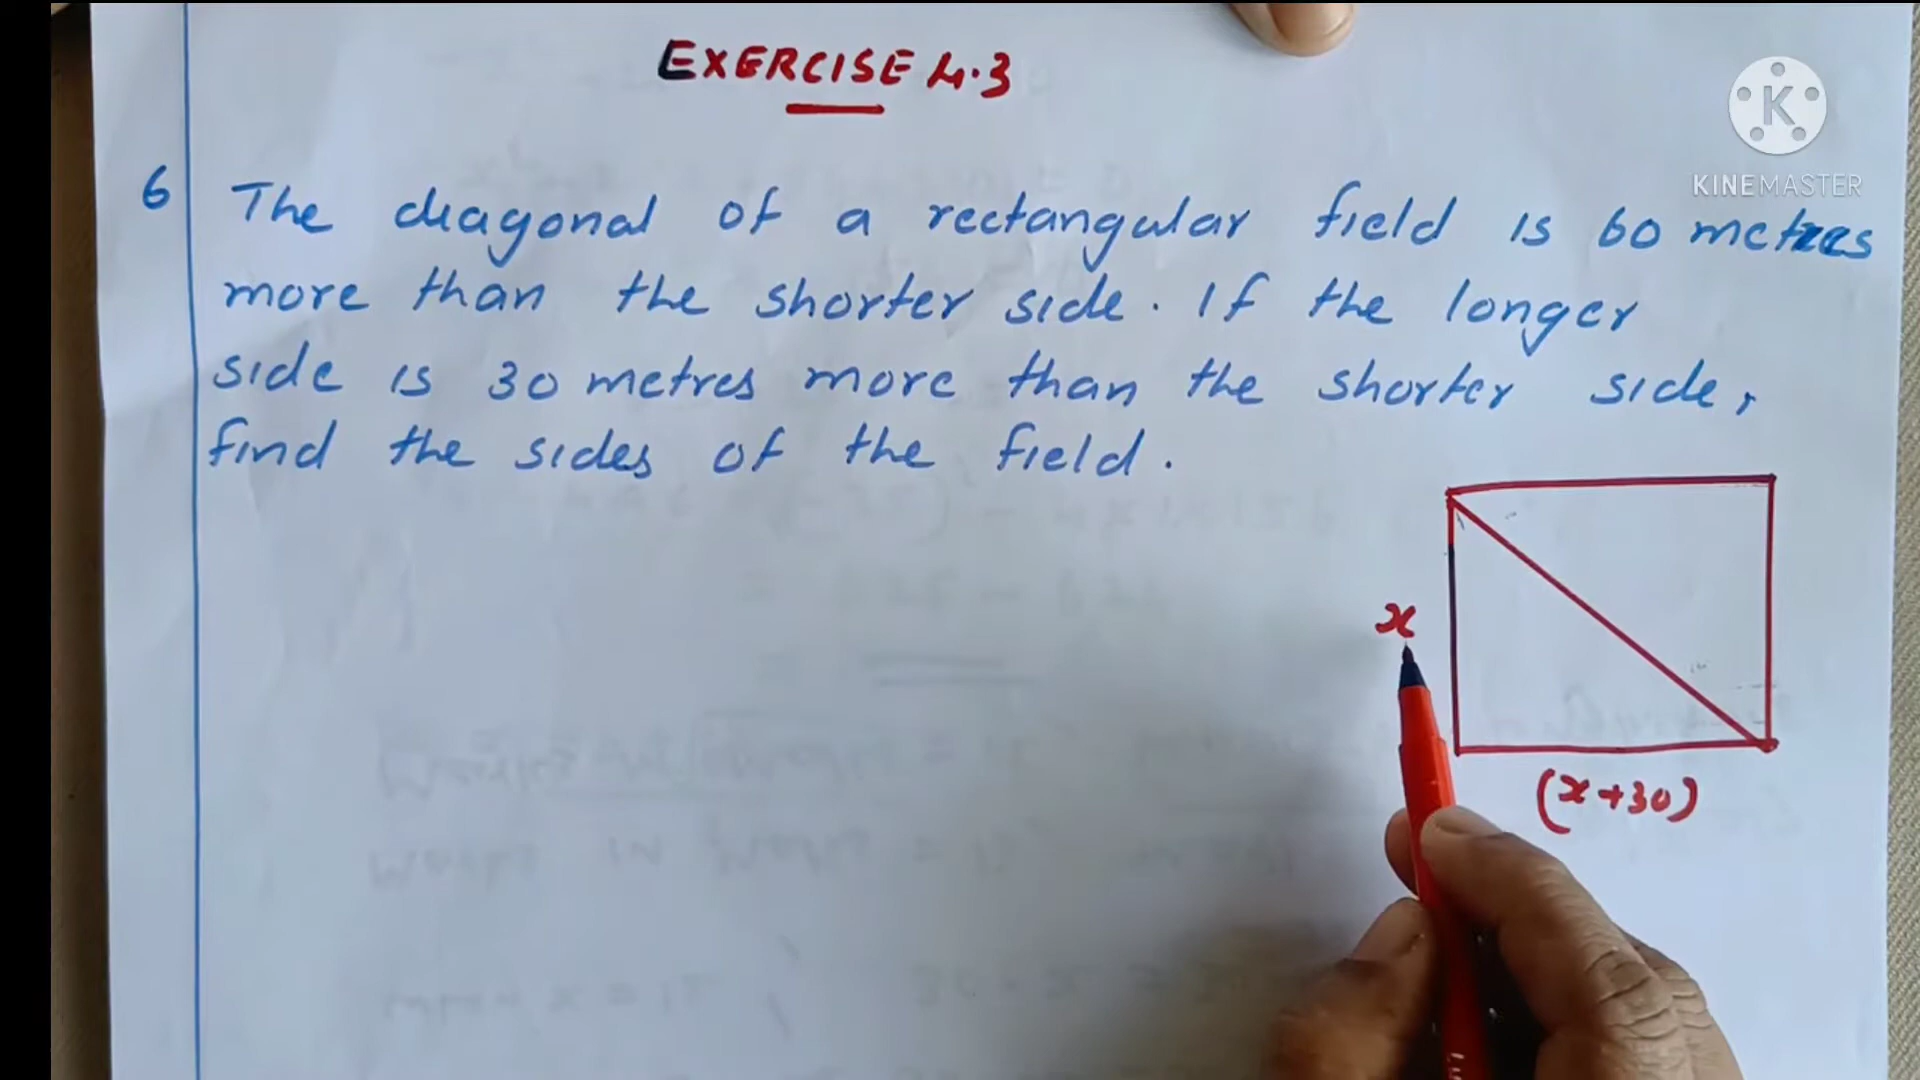 EXERCISE 4.3
6 The diagonal of a rectangular field is 60 metres
more than the shorter side. If the longer
side is 30 metres more than the shorter side,
find the sides of the field.
x
(x+30)
K
KINEMASTER